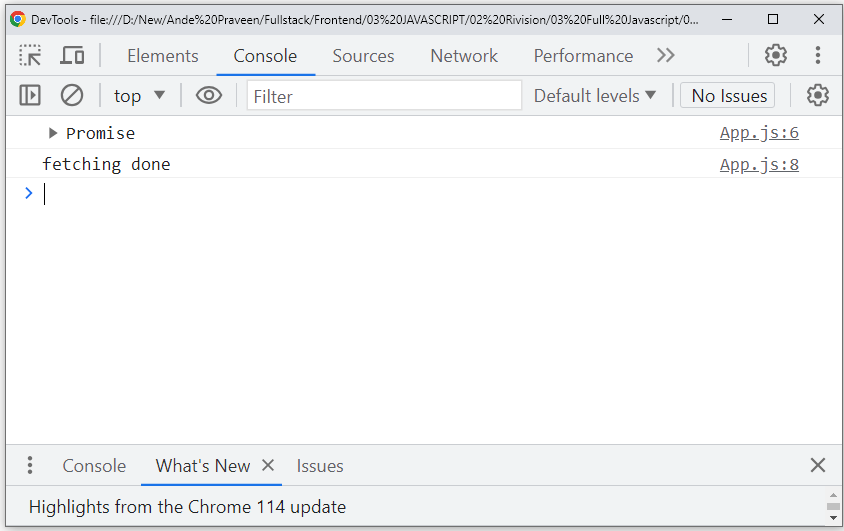 DevTools - file:///D:/New/Ande%20Praveen/Fullstack/Frontend/03%20JAVASCRIPT/02%20Rivision/03%20Full%20Javascript/0...
Elements Console Sources Network Performance
top Filter Default levels No Issues
Promise App.js:6
fetching done App.js:8
Console What's New Issues
Highlights from the Chrome 114 update